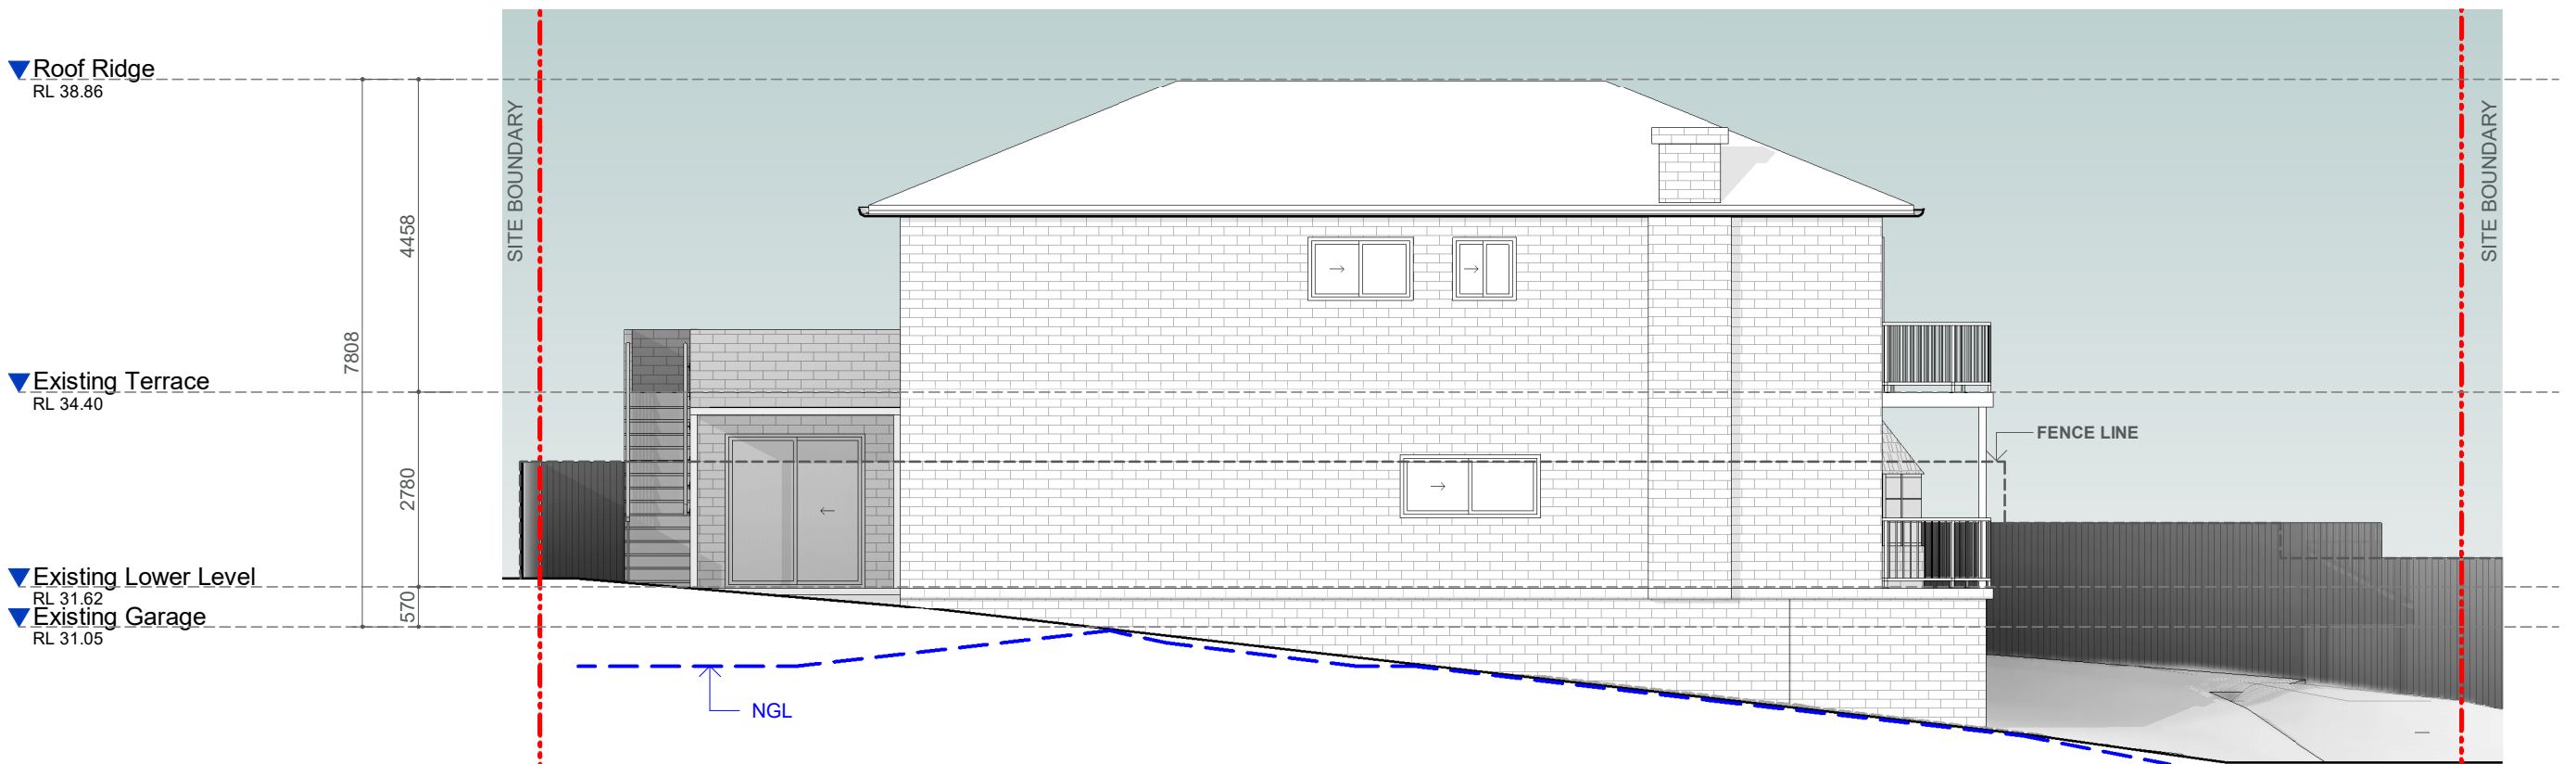 Roof Ridge
RL 38.86
SITE BOUNDARY
SITE BOUNDARY
4458
7808
Existing Terrace
RL 34.40
FENCE LINE
2780
Existing Lower Level
RL 31.62
570
Existing Garage
RL 31.05
NGL